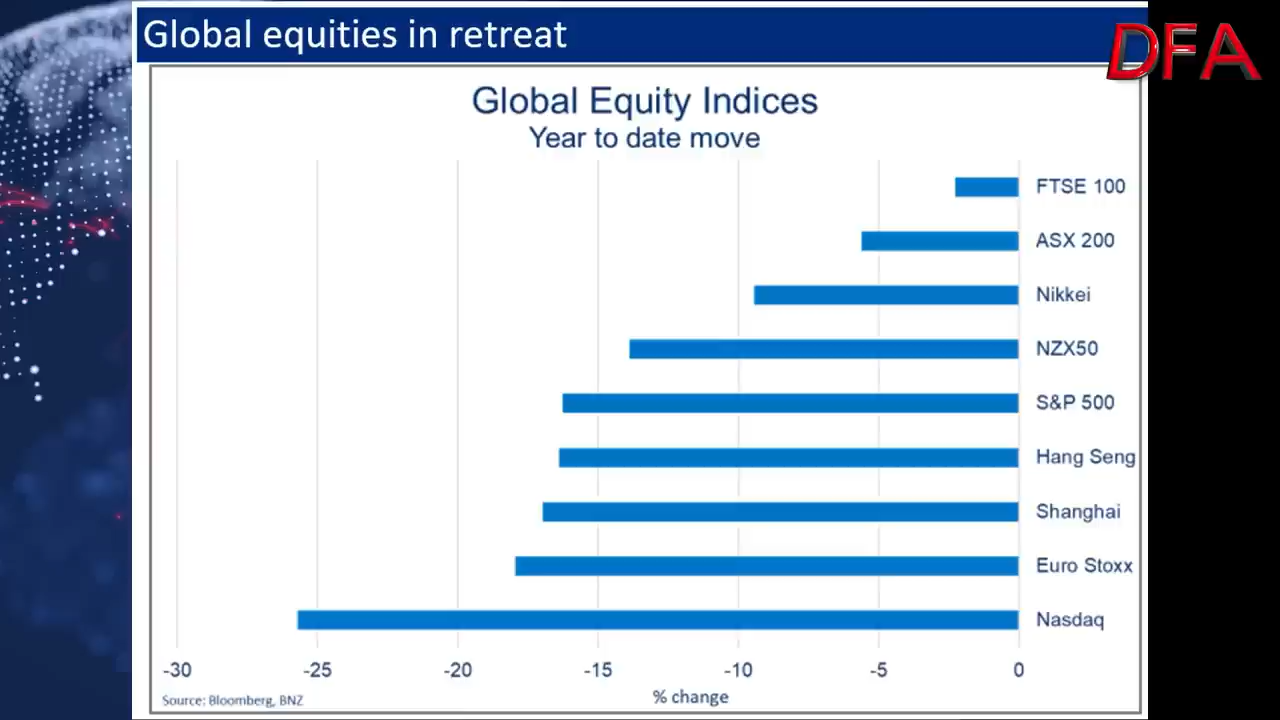 Global equities in retreat
DFA
Global Equity Indices
Year to date move
FTSE 100
ASX 200
Nikkei
NZX50
S&P 500
Hang Seng
Shanghai
Euro Stoxx
Nasdaq
-30 -25 -20 -15 -10 -5 0
% change
Source: Bloomberg, BNZ